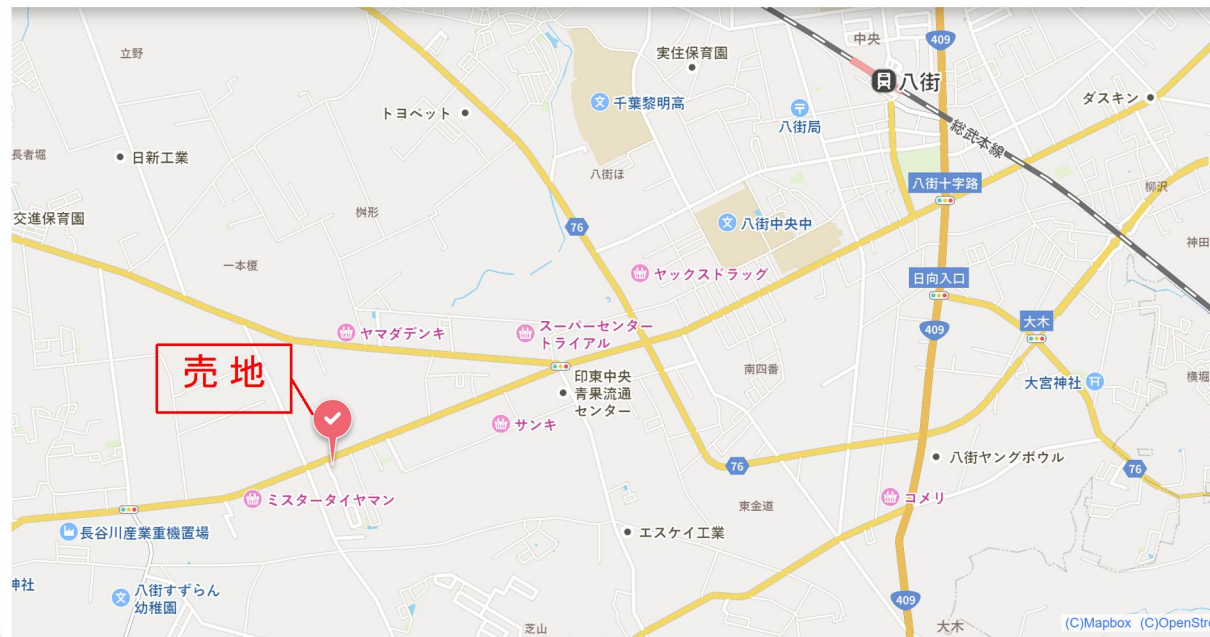 立野
実住保育園
中央
409
八街
トヨペット
千葉黎明高
八街局
ダスキン
総武本線
長者堀
日新工業
八街ほ
八街十字路
柳沢
交進保育園
桝形
76
八街中央中
神田
一本榎
ヤックスドラッグ
日向入口
ヤマダデンキ
スーパーセンター
トライアル
409
大木
売地
印東中央
青果流通
センター
南四番
大宮神社
横堀
サンキ
76
八街ヤングボウル
76
ミスタータイヤマン
東金道
コメリ
長谷川産業重機置場
エスケイ工業
神社
八街すずらん
幼稚園
409
芝山
大木
(C)Mapbox (C)OpenStre